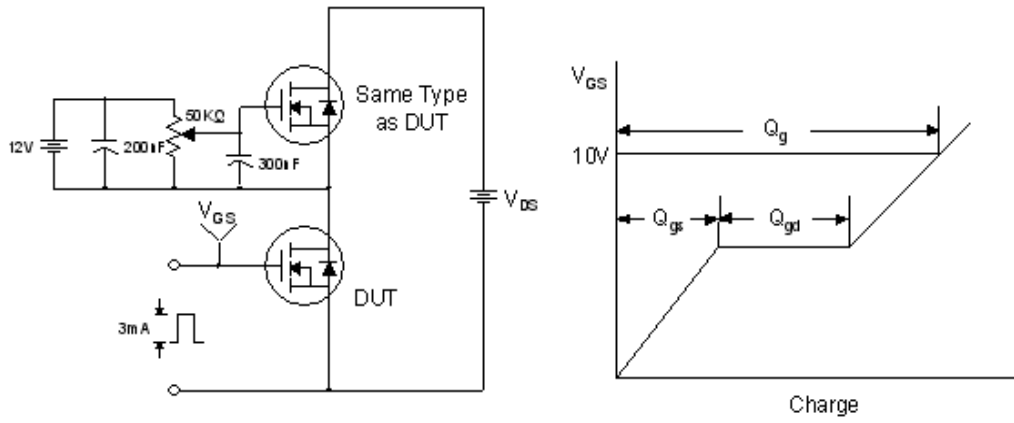 Same Type
as DUT
50KΩ
12V
200nF
300nF
V_GS
DUT
3mA
V_DS
V_GS
Q_g
10V
Q_gs
Q_gd
Charge